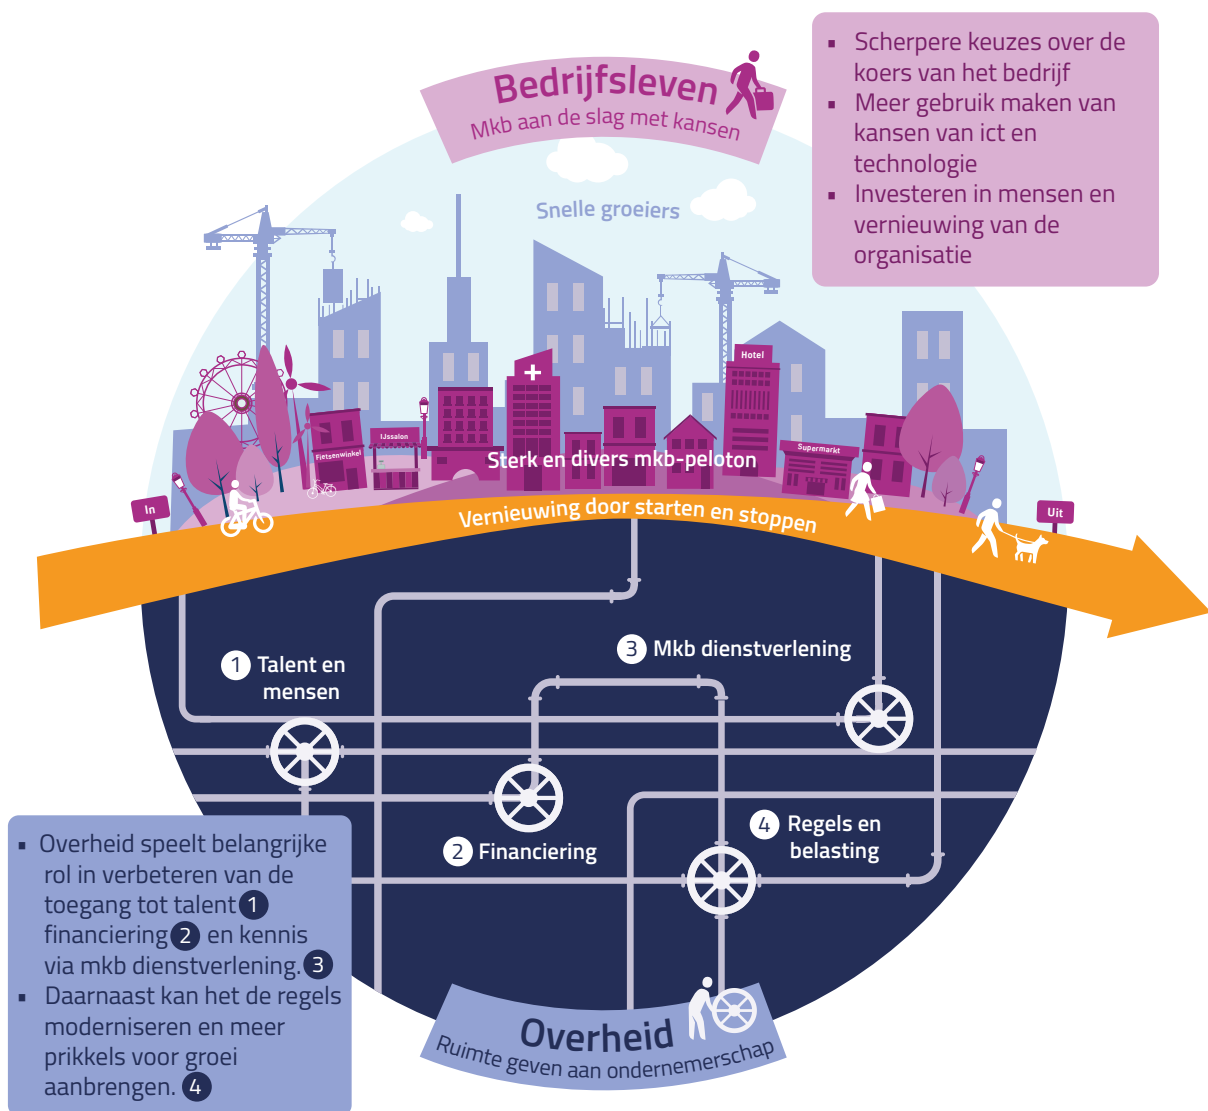 Bedrijfsleven
Mkb aan de slag met kansen
▪ Scherpere keuzes over de
koers van het bedrijf
▪ Meer gebruik maken van
kansen van ict en
technologie
▪ Investeren in mensen en
vernieuwing van de
organisatie
Snelle groeiers
Hotel
IJssalon
Fietsenwinkel
Supermarkt
Sterk en divers mkb-peloton
In
Uit
Vernieuwing door starten en stoppen
1 Talent en
mensen
3 Mkb dienstverlening
2 Financiering
4 Regels en
belasting
▪ Overheid speelt belangrijke
rol in verbeteren van de
toegang tot talent 1
financiering 2 en kennis
via mkb dienstverlening. 3
▪ Daarnaast kan het de regels
moderniseren en meer
prikkels voor groei
aanbrengen. 4
Overheid
Ruimte geven aan ondernemerschap